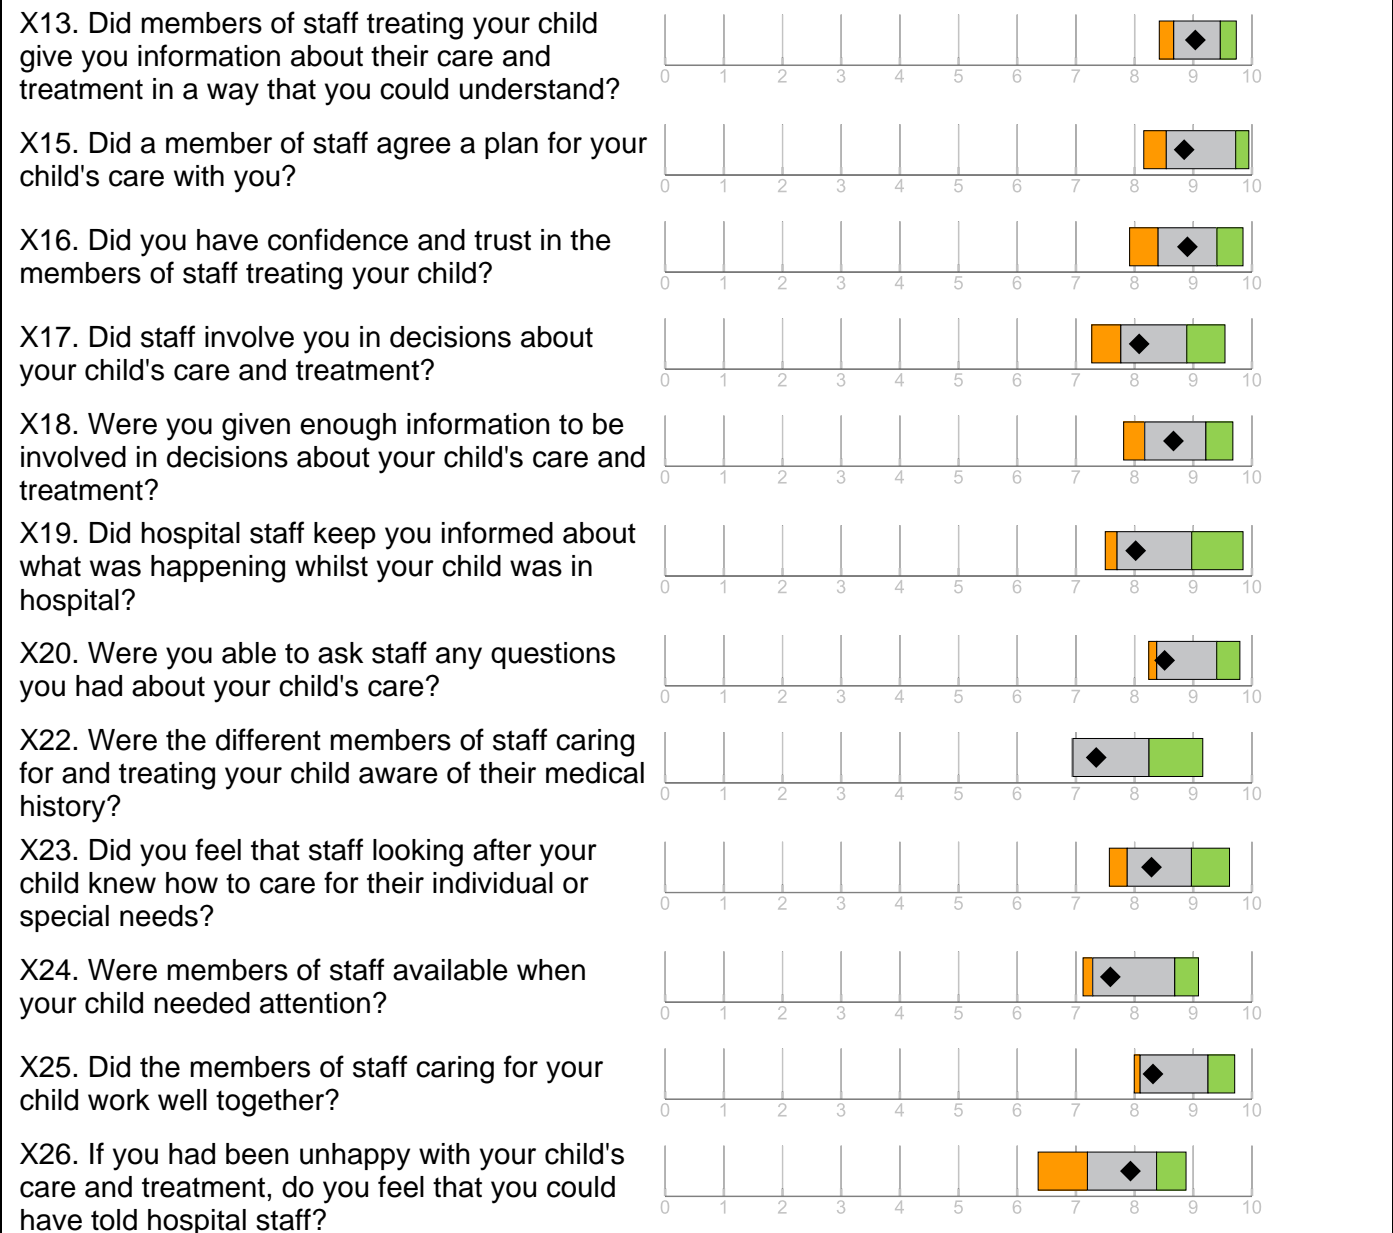 X13. Did members of staff treating your child
give you information about their care and
treatment in a way that you could understand?
0 1 2 3 4 5 6 7 8 9 10
X15. Did a member of staff agree a plan for your
child's care with you?
0 1 2 3 4 5 6 7 8 9 10
X16. Did you have confidence and trust in the
members of staff treating your child?
0 1 2 3 4 5 6 7 8 9 10
X17. Did staff involve you in decisions about
your child's care and treatment?
0 1 2 3 4 5 6 7 8 9 10
X18. Were you given enough information to be
involved in decisions about your child's care and
treatment?
0 1 2 3 4 5 6 7 8 9 10
X19. Did hospital staff keep you informed about
what was happening whilst your child was in
hospital?
0 1 2 3 4 5 6 7 8 9 10
X20. Were you able to ask staff any questions
you had about your child's care?
0 1 2 3 4 5 6 7 8 9 10
X22. Were the different members of staff caring
for and treating your child aware of their medical
history?
0 1 2 3 4 5 6 7 8 9 10
X23. Did you feel that staff looking after your
child knew how to care for their individual or
special needs?
0 1 2 3 4 5 6 7 8 9 10
X24. Were members of staff available when
your child needed attention?
0 1 2 3 4 5 6 7 8 9 10
X25. Did the members of staff caring for your
child work well together?
0 1 2 3 4 5 6 7 8 9 10
X26. If you had been unhappy with your child's
care and treatment, do you feel that you could
have told hospital staff?
0 1 2 3 4 5 6 7 8 9 10